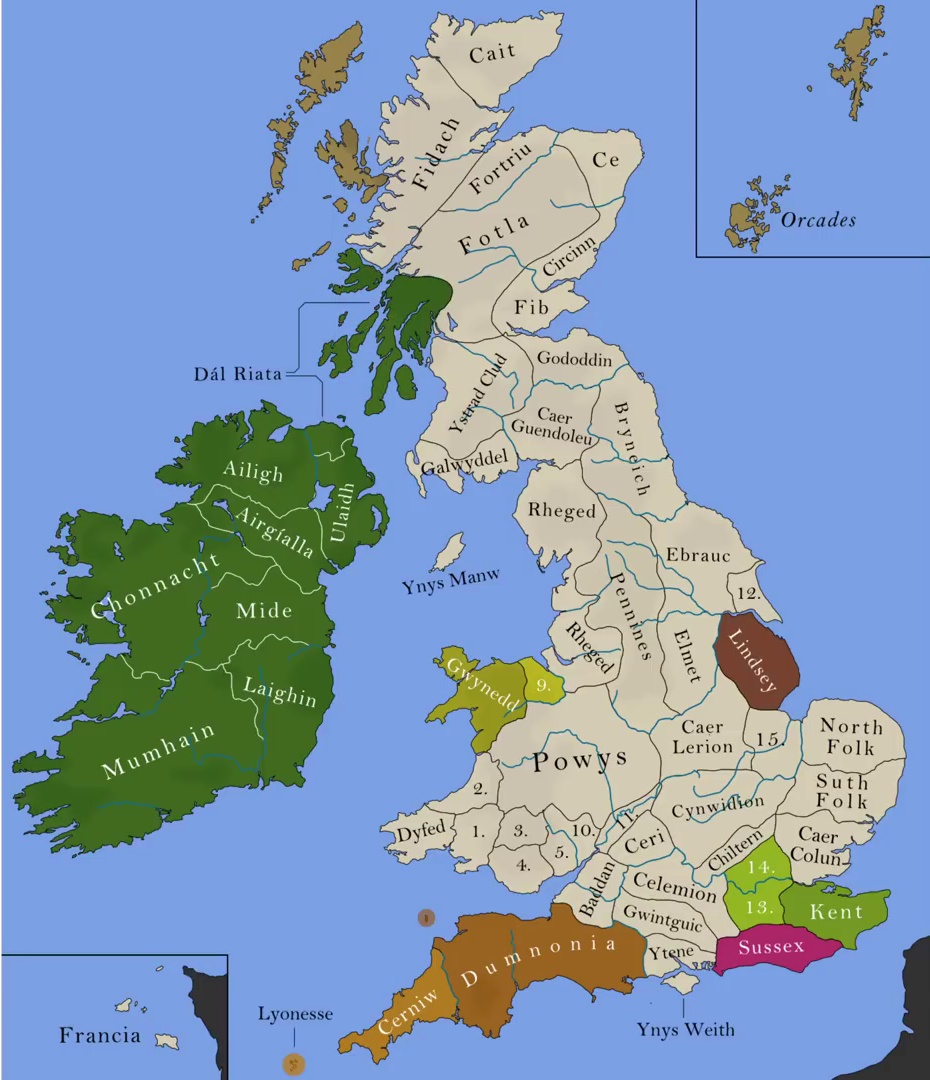 Cait
Fidach
Fortriu
Ce
Fotla
Orcades
Circinn
Fib
Dál Riata
Gododdin
Ystrad Clud
Caer
Guendoleu
Bryneich
Galwyddel
Ailigh
Airgíalla
Ulaidh
Rheged
Ebrauc
Ynys Manw
Chonnacht
Mide
12.
Pennines
Rheged
Elmet
Lindsey
Gwynedd
9.
Laighin
Mumhain
Powys
Caer
Lerion
15.
North
Folk
2.
Suth
Folk
Cynwidion
11.
Dyfed
1.
3.
10.
Ceri
Chiltern
Caer
Colun
4.
5.
14.
Baddan
Celemion
13.
Kent
Gwintguic
Dumnonia
Ytene
Sussex
Cerniw
Lyonesse
Ynys Weith
Francia